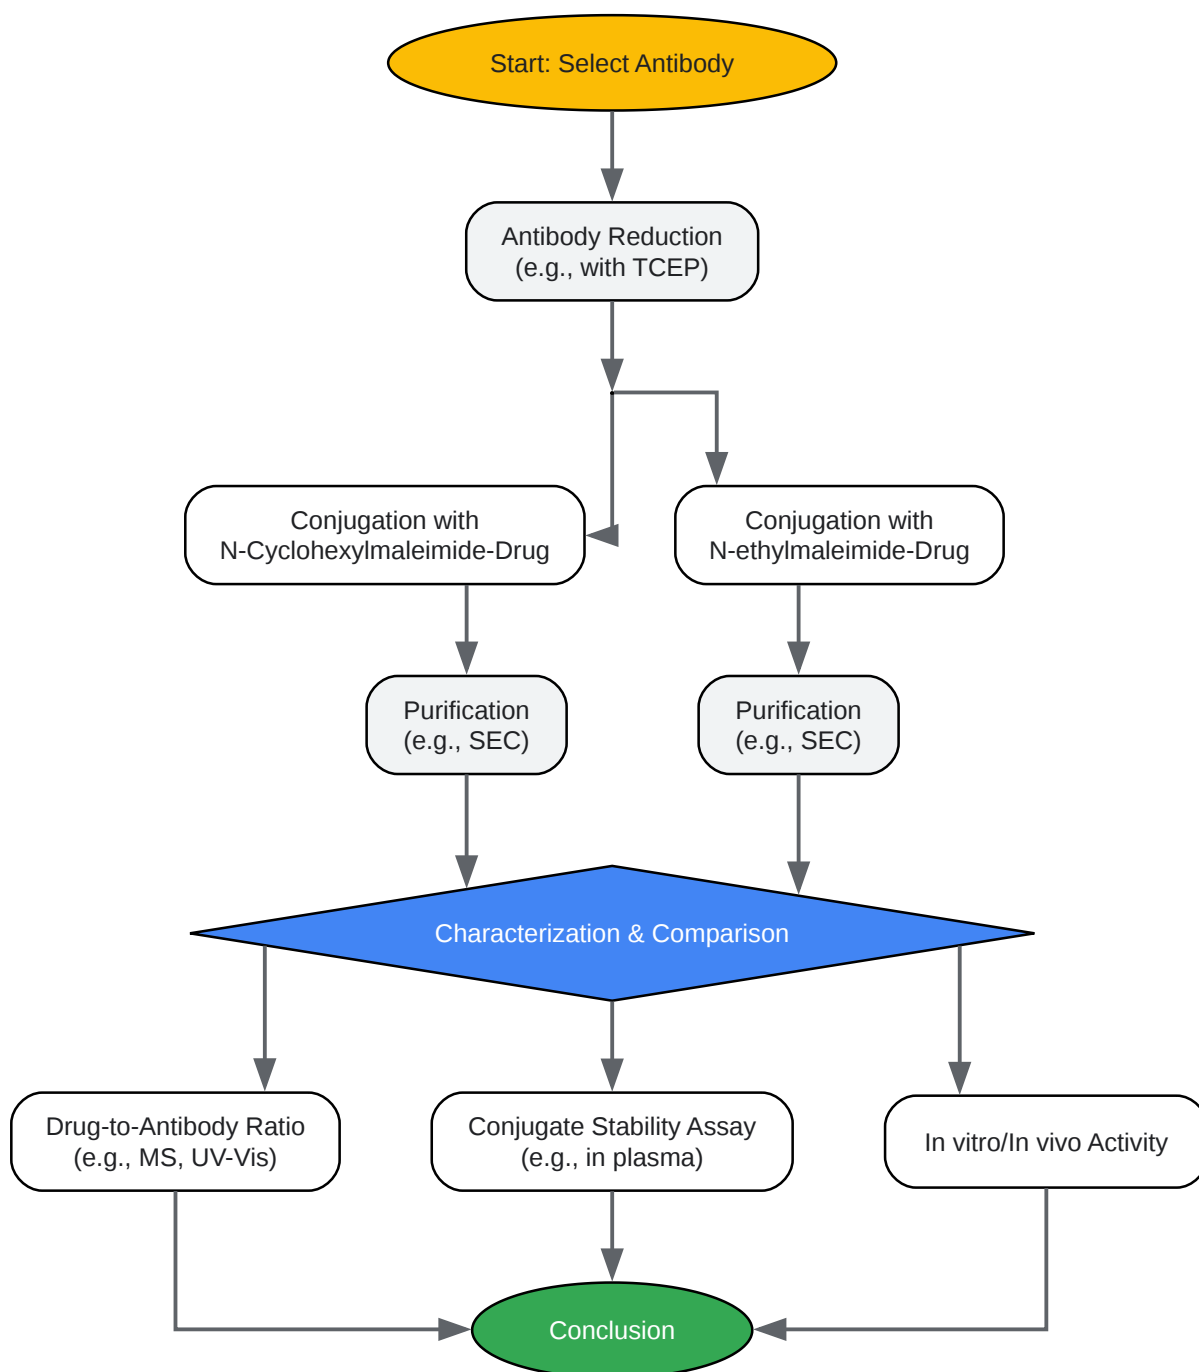 Start: Select Antibody
Antibody Reduction
(e.g., with TCEP)
Conjugation with
N-Cyclohexylmaleimide-Drug
Conjugation with
N-ethylmaleimide-Drug
Purification
(e.g., SEC)
Purification
(e.g., SEC)
Characterization & Comparison
Drug-to-Antibody Ratio
(e.g., MS, UV-Vis)
Conjugate Stability Assay
(e.g., in plasma)
In vitro/In vivo Activity
Conclusion